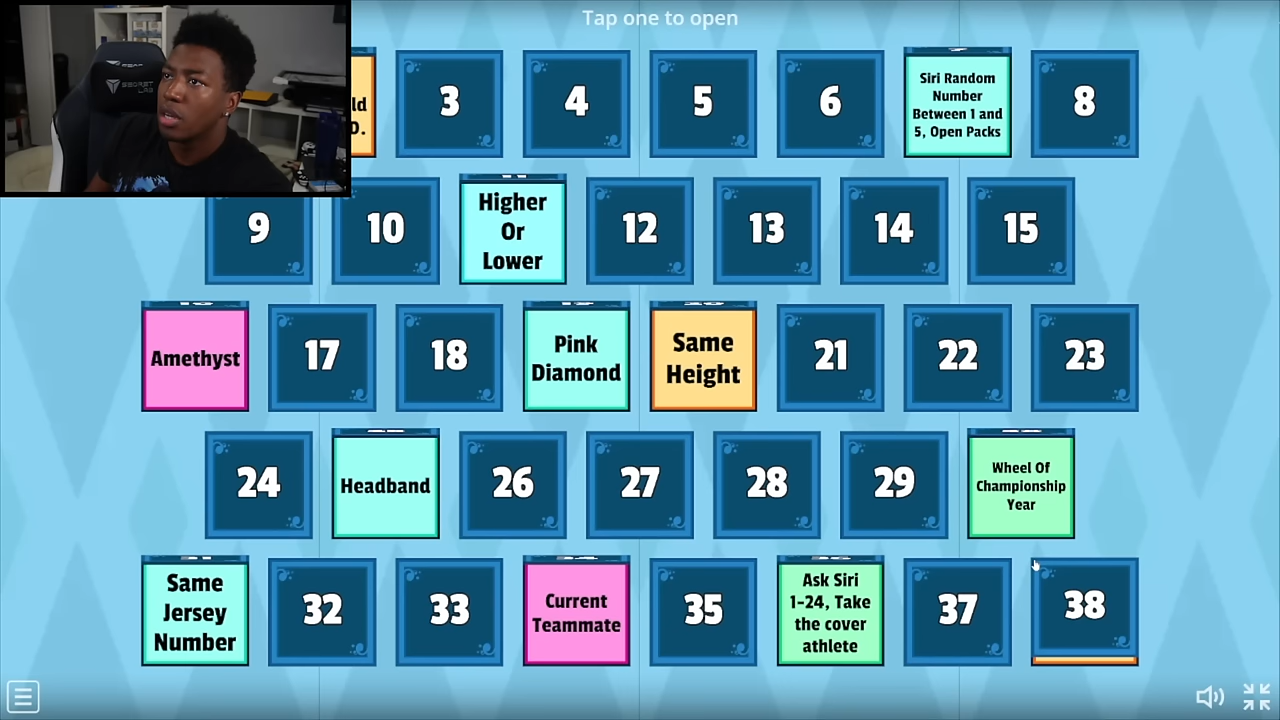 Tap one to open
SECRET
LAB
ld
D.
3
4
5
6
Siri Random
Number
Between 1 and
5, Open Packs
8
9
10
Higher
Or
Lower
12
13
14
15
Amethyst
17
18
Pink
Diamond
Same
Height
21
22
23
24
Headband
26
27
28
29
Wheel Of
Championship
Year
Same
Jersey
Number
32
33
Current
Teammate
35
Ask Siri
1-24, Take
the cover
athlete
37
38